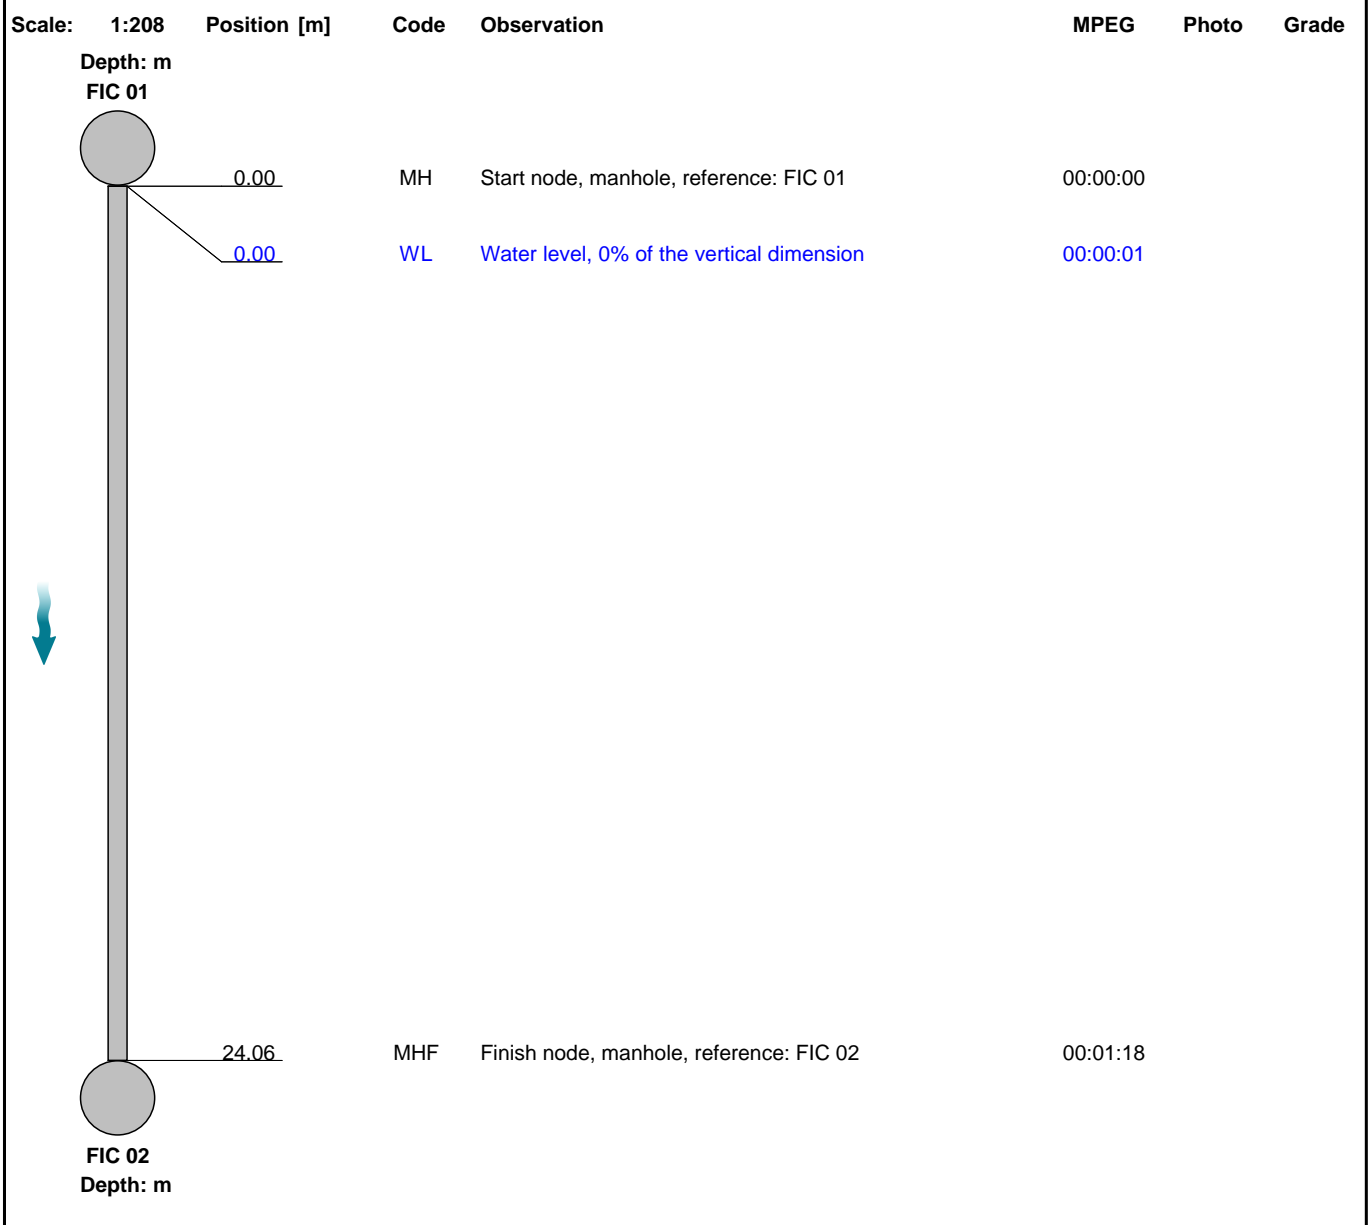 Scale: 1:208 Position [m] Code Observation MPEG Photo Grade
Depth: m
FIC 01
0.00 MH Start node, manhole, reference: FIC 01 00:00:00
0.00 WL Water level, 0% of the vertical dimension 00:00:01
24.06 MHF Finish node, manhole, reference: FIC 02 00:01:18
FIC 02
Depth: m